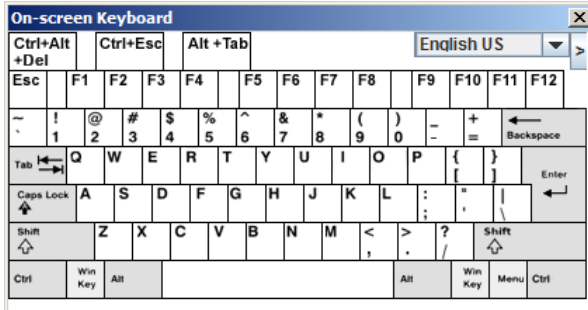 On-screen Keyboard X
Ctrl+Alt +Del Ctrl+Esc Alt +Tab English US >
Esc F1 F2 F3 F4 F5 F6 F7 F8 F9 F10 F11 F12
~ ! @ # $ % ^ & * ( ) _ +
` 1 2 3 4 5 6 7 8 9 0 - = Backspace
Tab Q W E R T Y U I O P { }
[ ] Enter
Caps Lock A S D F G H J K L : " |
; ' \
Shift Z X C V B N M < > ? Shift
, . /
Ctrl Win Key Alt Alt Win Key Menu Ctrl